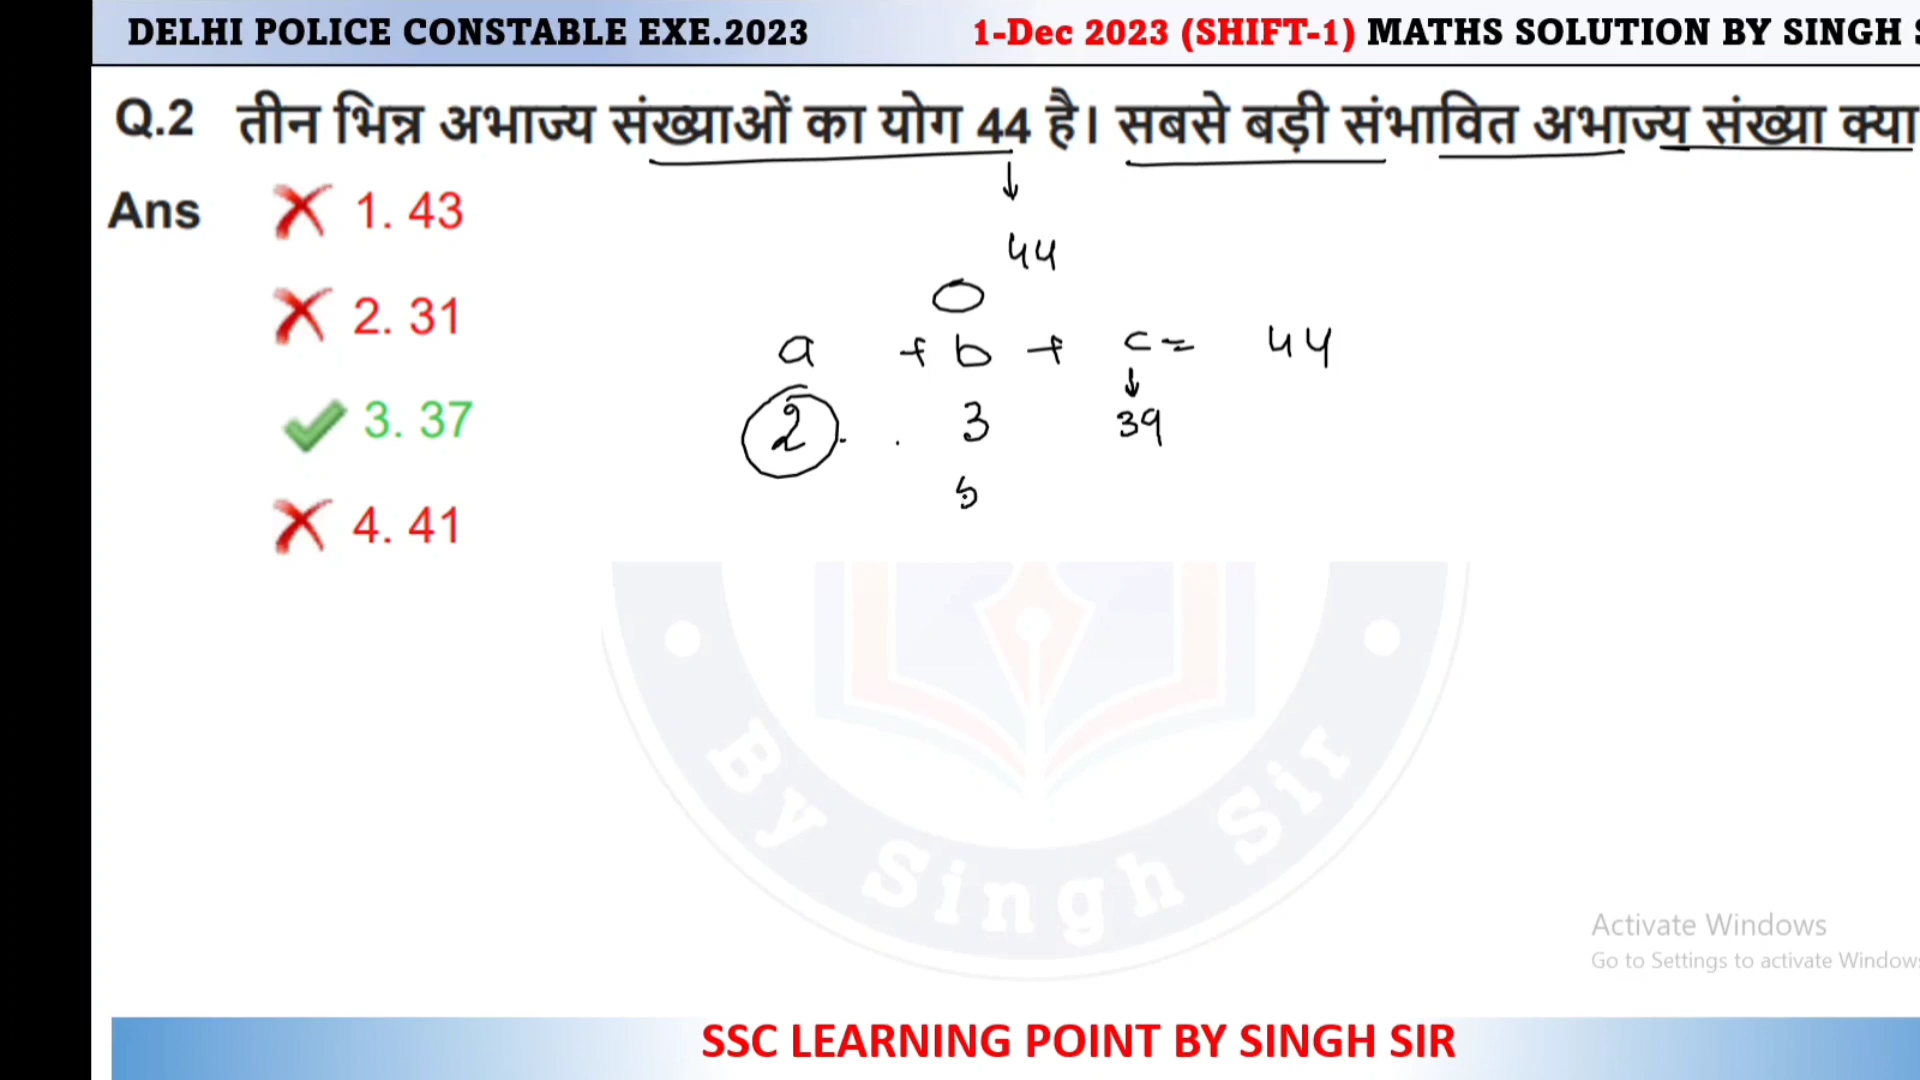 DELHI POLICE CONSTABLE EXE.2023 1-Dec 2023 (SHIFT-1) MATHS SOLUTION BY SINGH S
Q.2 तीन भिन्न अभाज्य संख्याओं का योग 44 है। सबसे बड़ी संभावित अभाज्य संख्या क्या
Ans 1. 43
44
2. 31
a + b + c = 44
3. 37
2 3 39
5
4. 41
By Singh Sir
Activate Windows
Go to Settings to activate Windows
SSC LEARNING POINT BY SINGH SIR